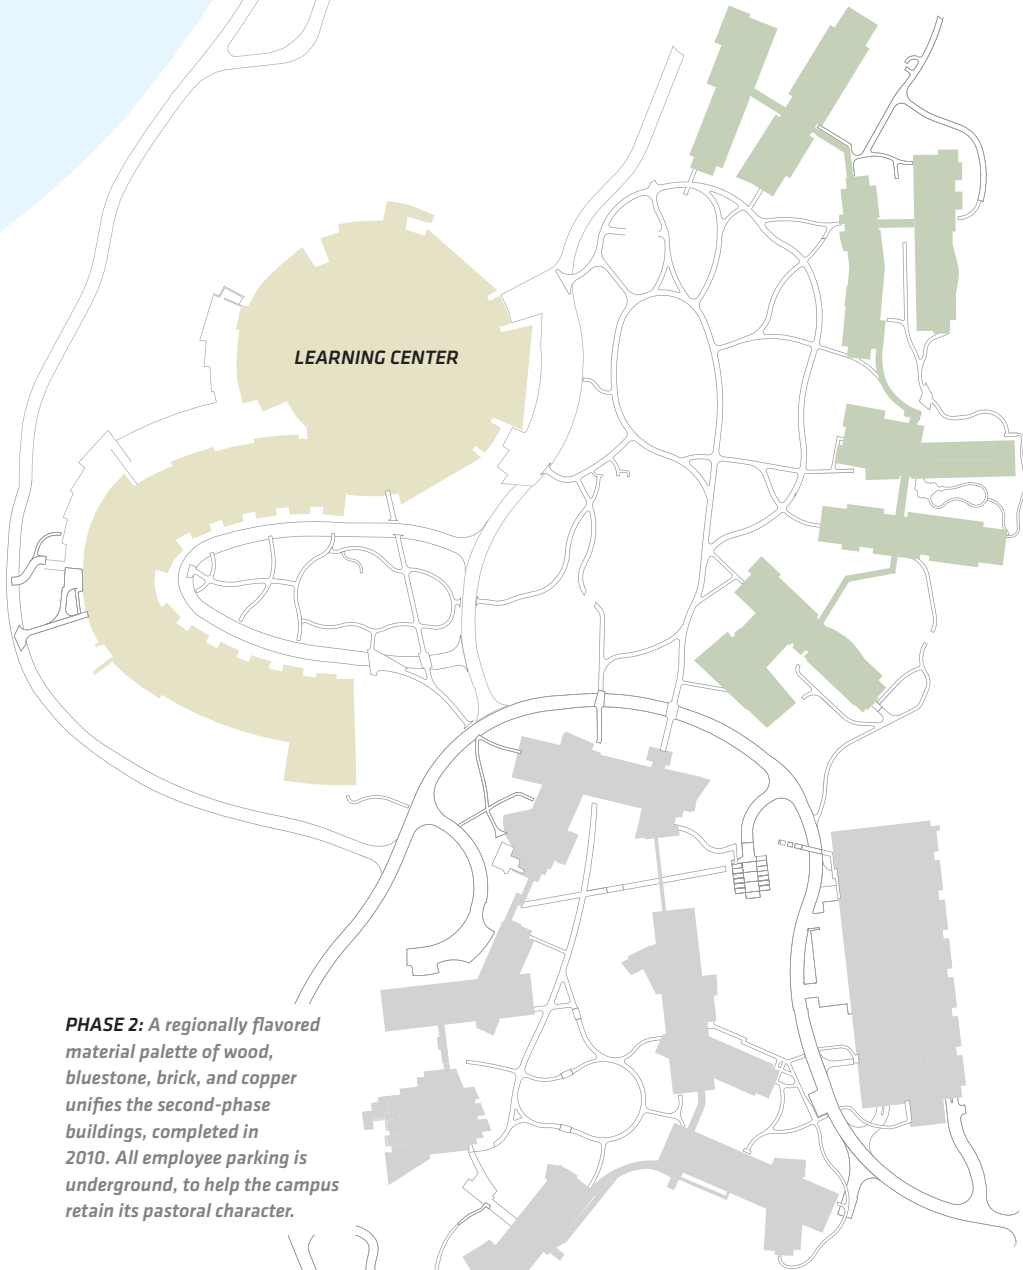 LEARNING CENTER
PHASE 2: A regionally flavored
material palette of wood,
bluestone, brick, and copper
unifies the second-phase
buildings, completed in
2010. All employee parking is
underground, to help the campus
retain its pastoral character.